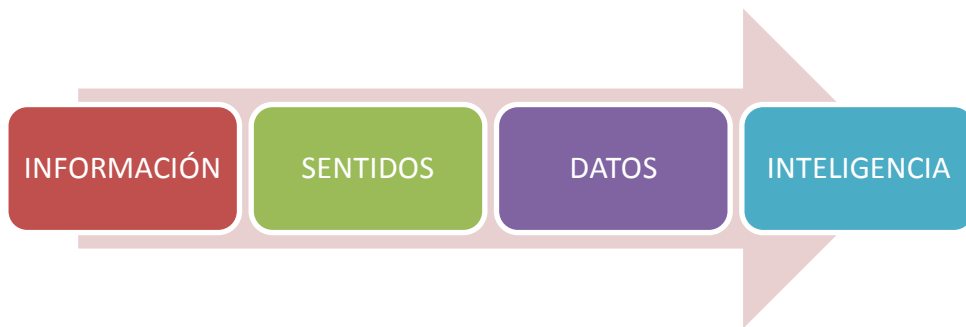 INFORMACIÓN
SENTIDOS
DATOS
INTELIGENCIA